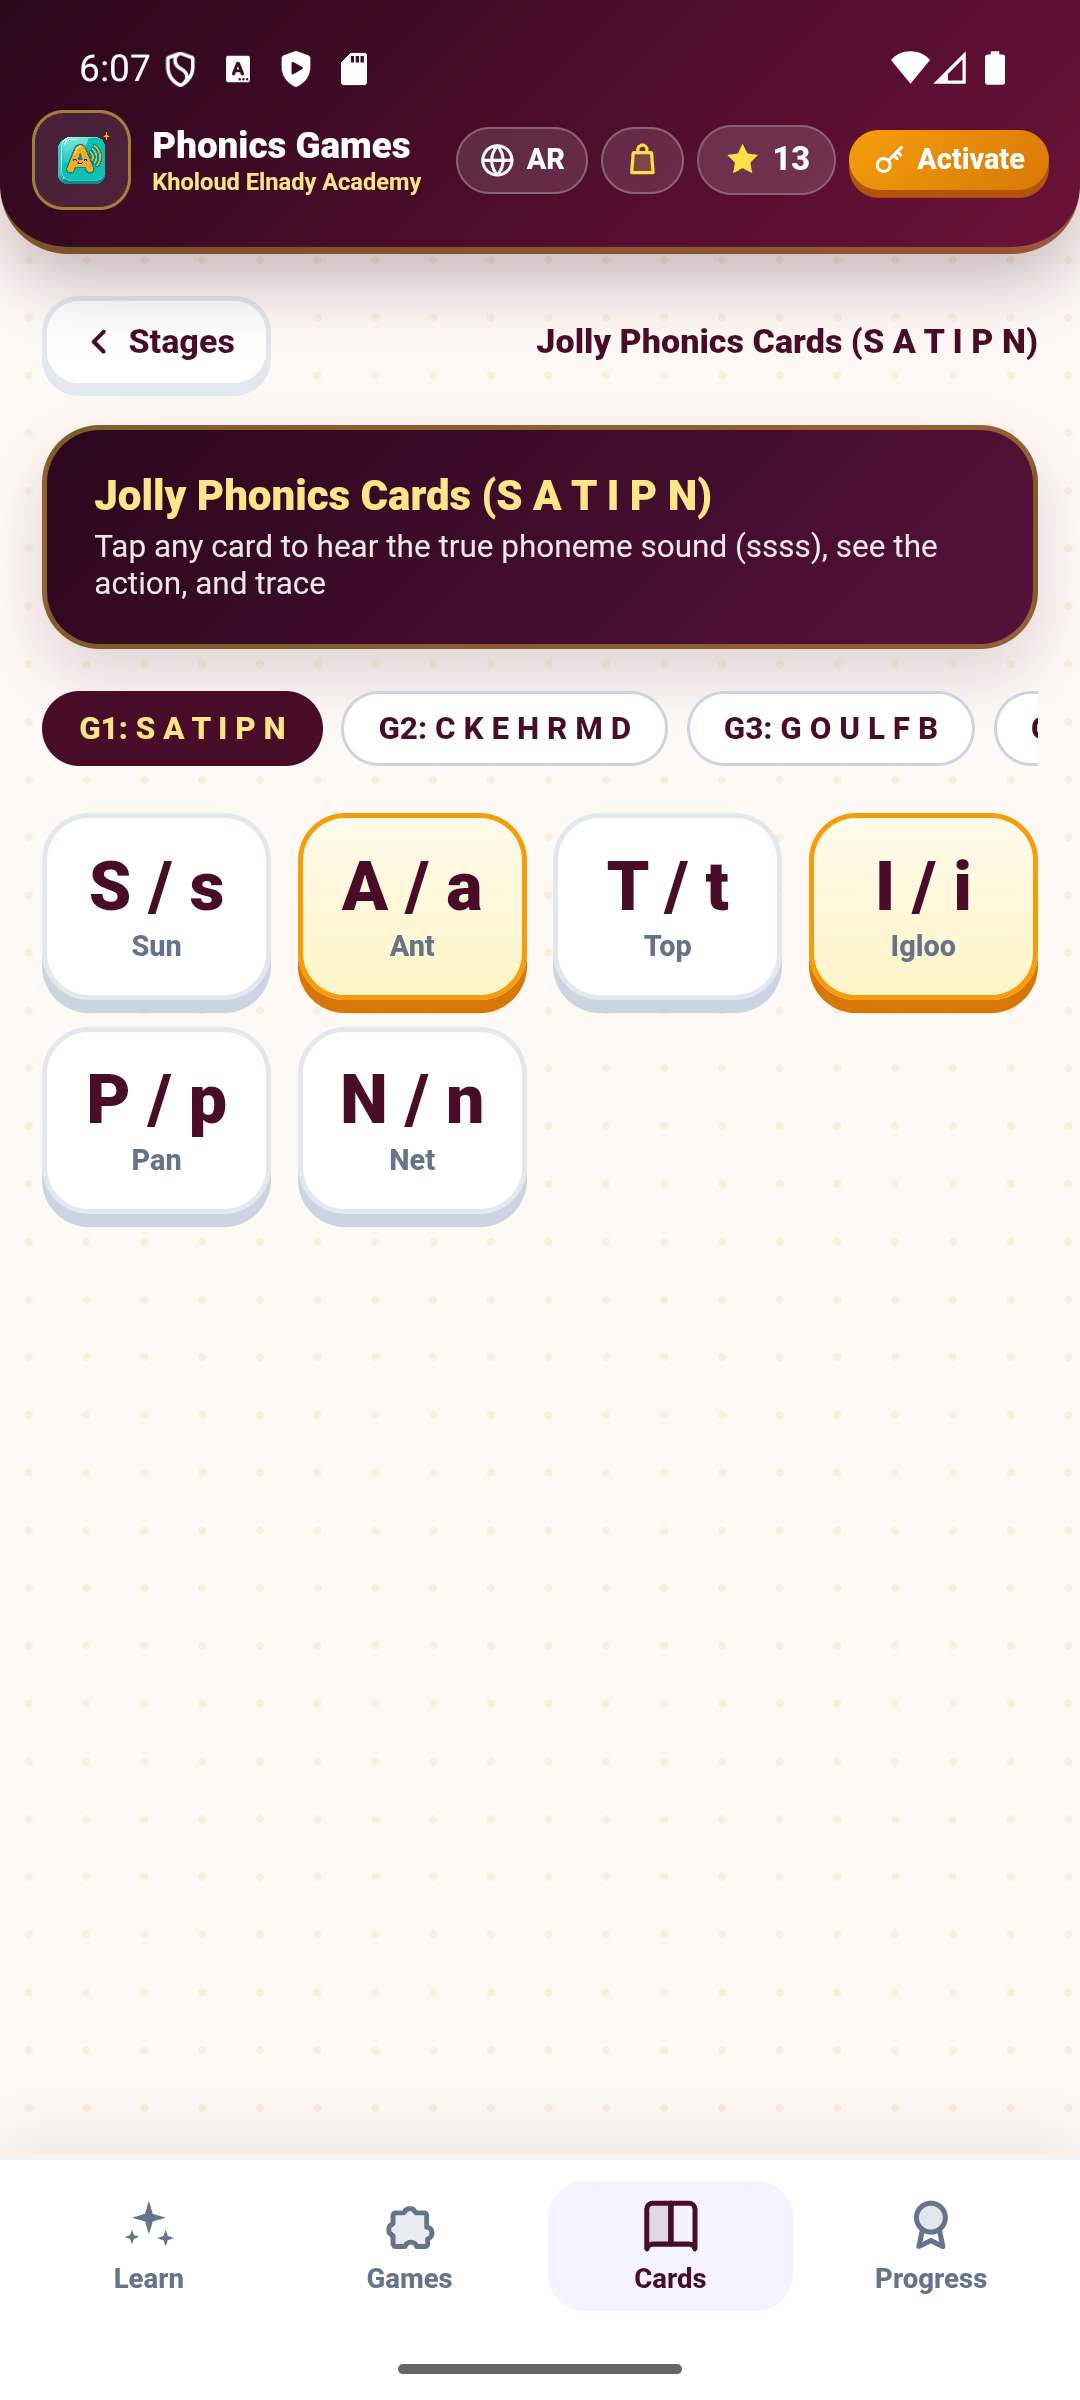 6:07
Phonics Games
Kholoud Elnady Academy
AR
13
Activate
Stages
Jolly Phonics Cards (S A T I P N)
Jolly Phonics Cards (S A T I P N)
Tap any card to hear the true phoneme sound (ssss), see the
action, and trace
G1: S A T I P N
G2: C K E H R M D
G3: G O U L F B
S / s
Sun
A / a
Ant
T / t
Top
I / i
Igloo
P / p
Pan
N / n
Net
Learn
Games
Cards
Progress